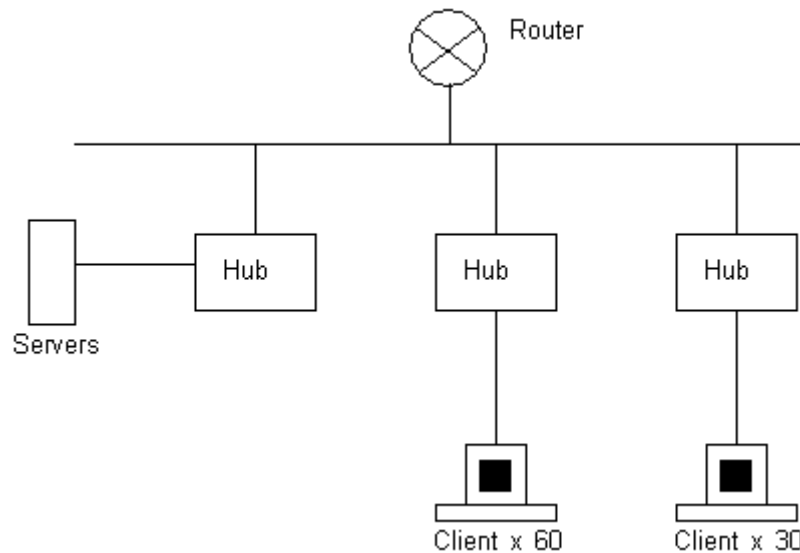 Router
Hub
Hub
Hub
Servers
Client x 60
Client x 30